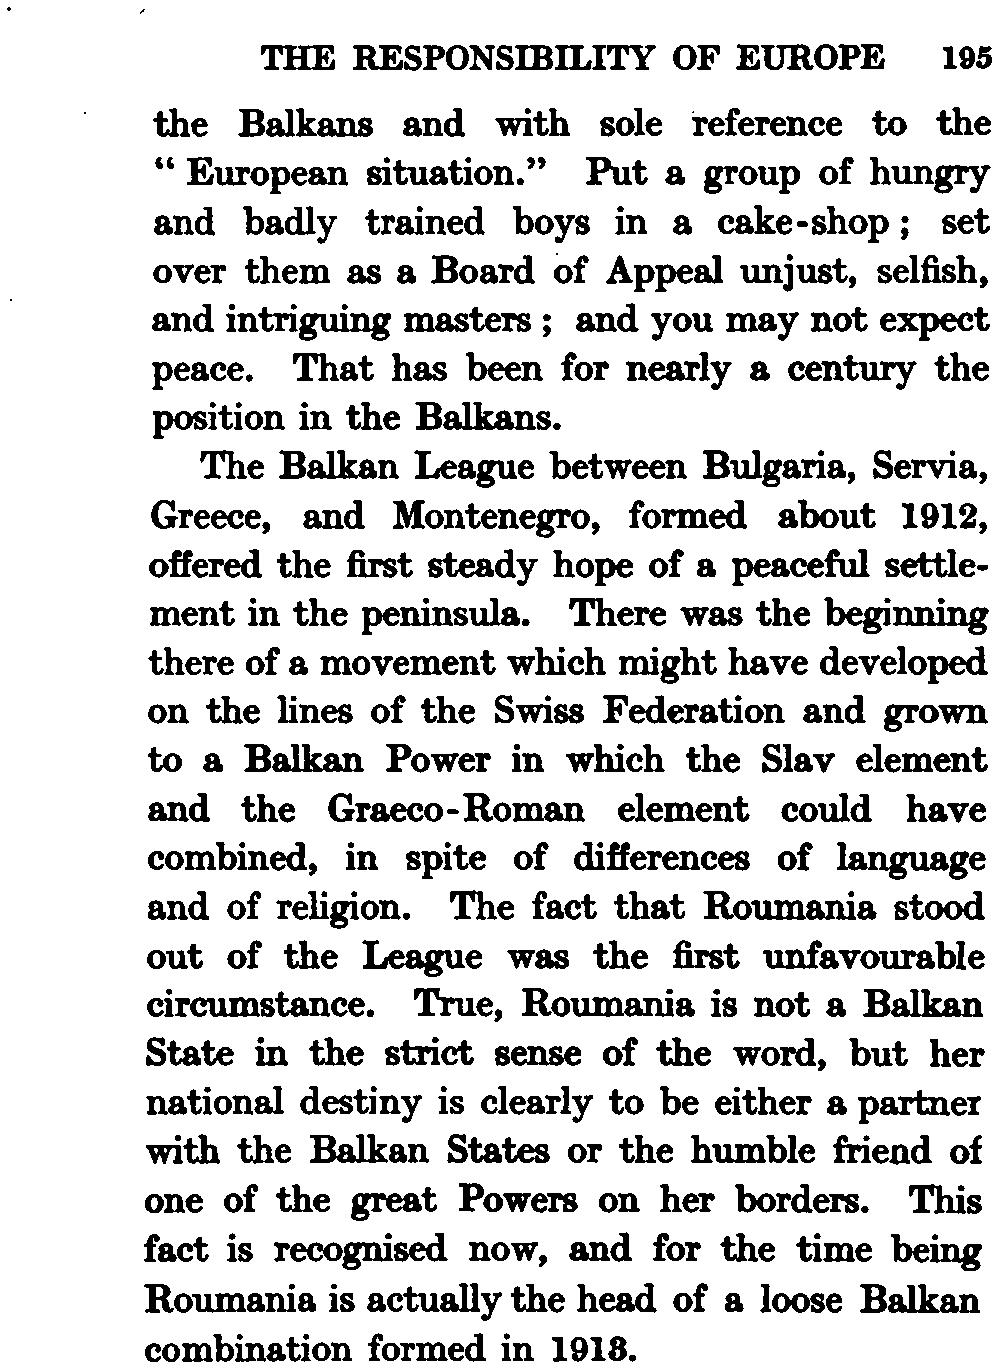 THE RESPONSIBILITY OF EUROPE 195
the Balkans and with sole reference to the
“ European situation.” Put a group of hungry
and badly trained boys in a cake-shop ; set
over them as a Board of Appeal unjust, selfish,
and intriguing masters ; and you may not expect
peace. That has been for nearly a century the
position in the Balkans.
The Balkan League between Bulgaria, Servia,
Greece, and Montenegro, formed about 1912,
offered the first steady hope of a peaceful settle-
ment in the peninsula. There was the beginning
there of a movement which might have developed
on the lines of the Swiss Federation and grown
to a Balkan Power in which the Slav element
and the Graeco-Roman element could have
combined, in spite of differences of language
and of religion. The fact that Roumania stood
out of the League was the first unfavourable
circumstance. True, Roumania is not a Balkan
State in the strict sense of the word, but her
national destiny is clearly to be either a partner
with the Balkan States or the humble friend of
one of the great Powers on her borders. This
fact is recognised now, and for the time being
Roumania is actually the head of a loose Balkan
combination formed in 1913.